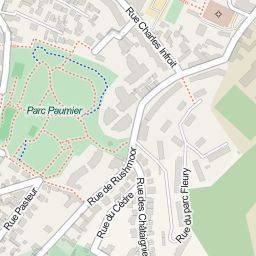 Rue Charles Infroit
Parc Paumier
Rue Pasteur
Rue de Rushmoor
Rue du Cèdre
Rue des Châtaignie
Rue du parc Fleury